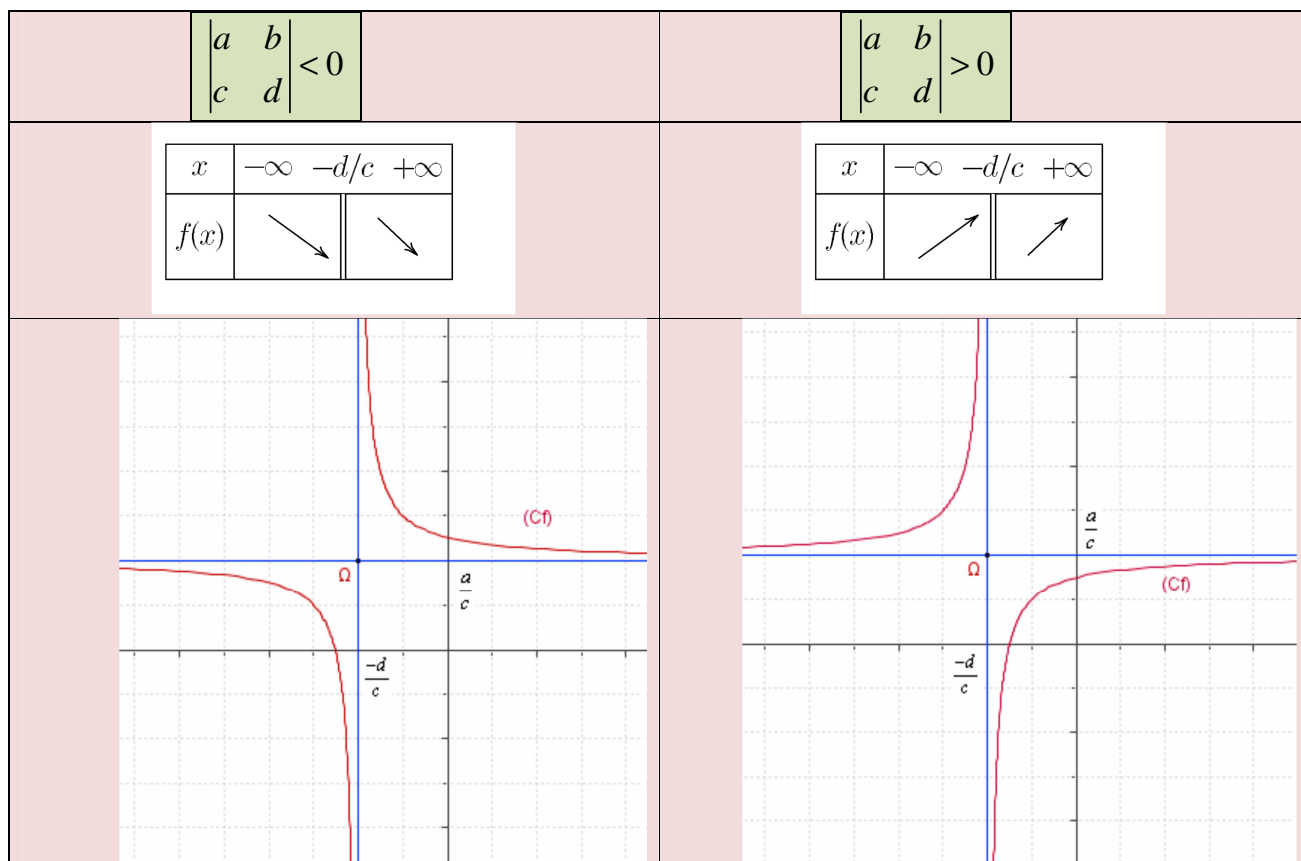 |a b|
|c d| < 0
|a b|
|c d| > 0
x −∞ −d/c +∞
f(x)
x −∞ −d/c +∞
f(x)
(Cf)
Ω
a/c
-d/c
a/c
Ω
(Cf)
-d/c